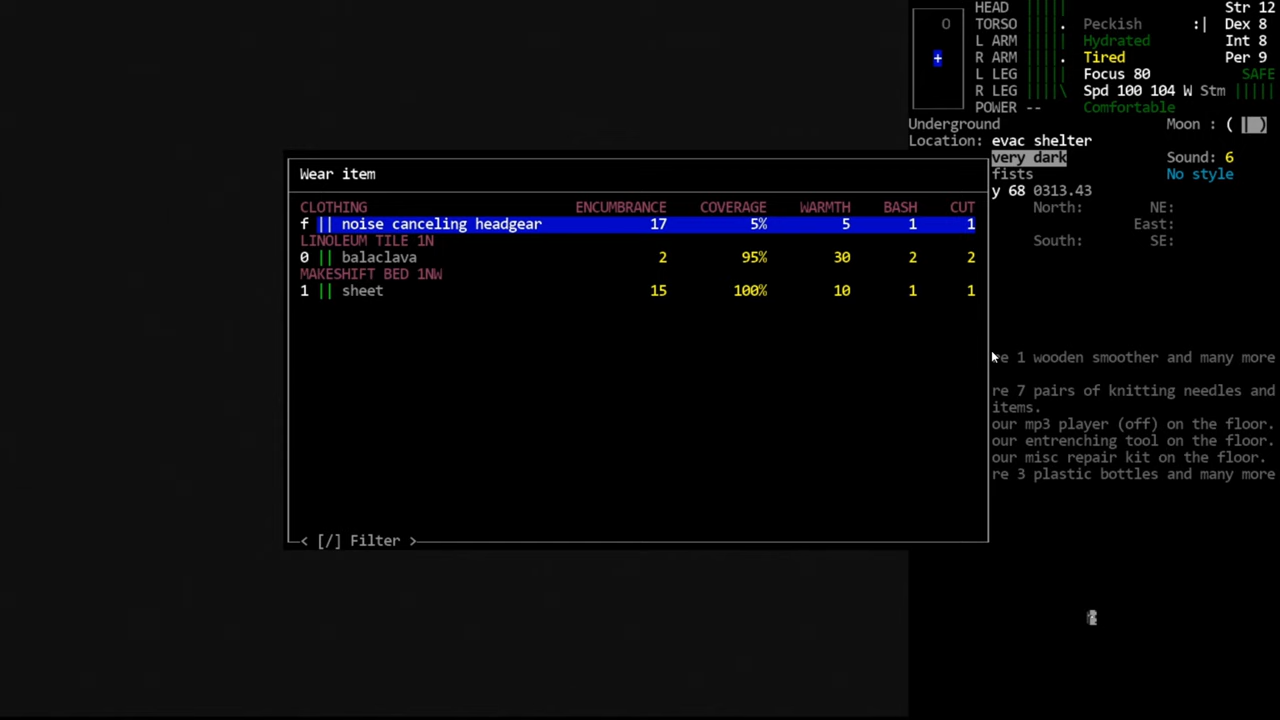 HEAD ||||| Str 12
O TORSO ||||. Peckish :| Dex 8
L ARM ||||| Hydrated Int 8
+ R ARM ||||. Tired Per 9
L LEG ||||| Focus 80 SAFE
R LEG ||||\ Spd 100 104 W Stm |||||
POWER -- Comfortable
Underground Moon : ( | )
Location: evac shelter
very dark Sound: 6
fists No style
y 68 0313.43
North: NE:
East:
South: SE:
Wear item
CLOTHING ENCUMBRANCE COVERAGE WARMTH BASH CUT
f || noise canceling headgear 17 5% 5 1 1
LINOLEUM TILE 1N
0 || balaclava 2 95% 30 2 2
MAKESHIFT BED 1NW
1 || sheet 15 100% 10 1 1
< [/] Filter >
re 1 wooden smoother and many more
re 7 pairs of knitting needles and
items.
our mp3 player (off) on the floor.
our entrenching tool on the floor.
our misc repair kit on the floor.
re 3 plastic bottles and many more